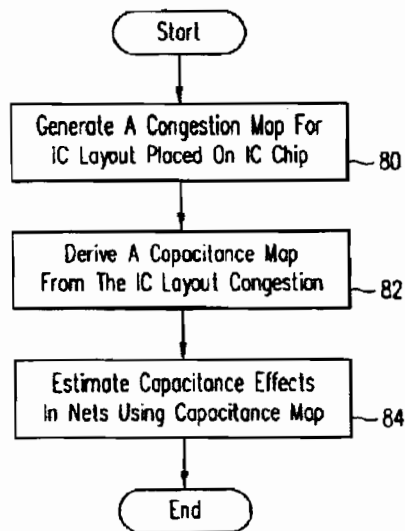 Start
Generate A Congestion Map For
IC Layout Placed On IC Chip
80
Derive A Capacitance Map
From The IC Layout Congestion
82
Estimate Capacitance Effects
In Nets Using Capacitance Map
84
End